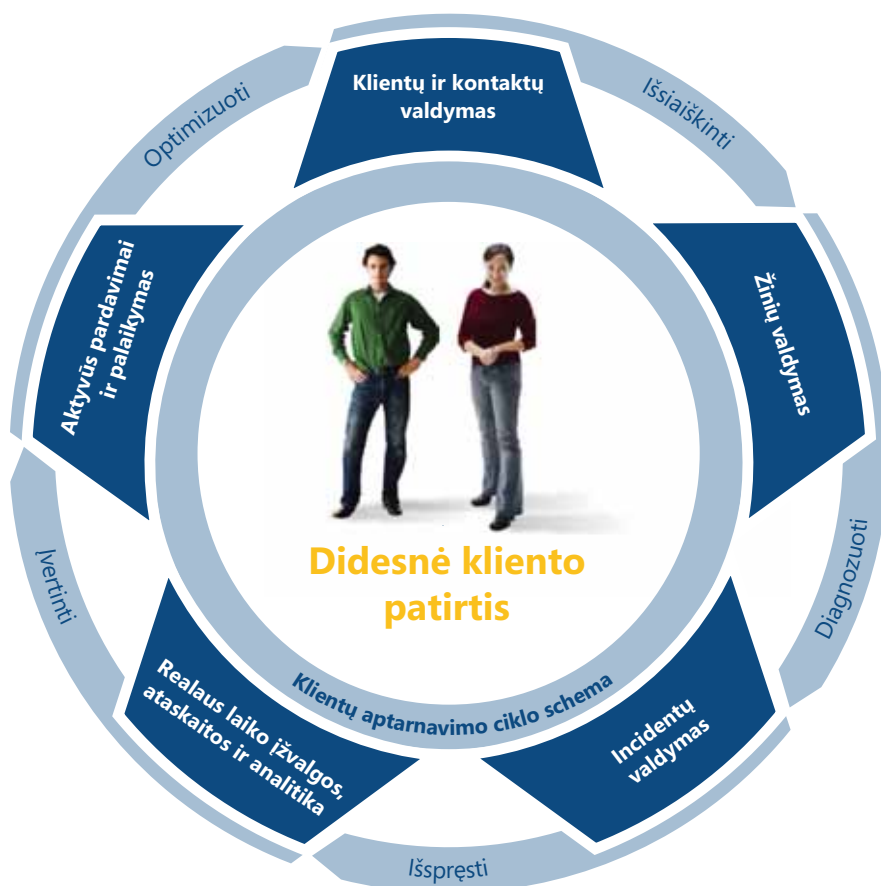 Klientų ir kontaktų
valdymas
Išsiaiškinti
Žinių valdymas
Diagnozuoti
Incidentų
valdymas
Išspręsti
Realaus laiko įžvalgos,
ataskaitos ir analitika
Įvertinti
Aktyvūs pardavimai
ir palaikymas
Optimizuoti
Didesnė kliento
patirtis
Klientų aptarnavimo ciklo schema